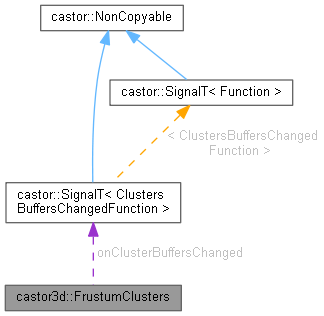 castor::NonCopyable
castor::SignalT< Function >
< ClustersBuffersChanged
Function >
castor::SignalT< Clusters
BuffersChangedFunction >
onClusterBuffersChanged
castor3d::FrustumClusters